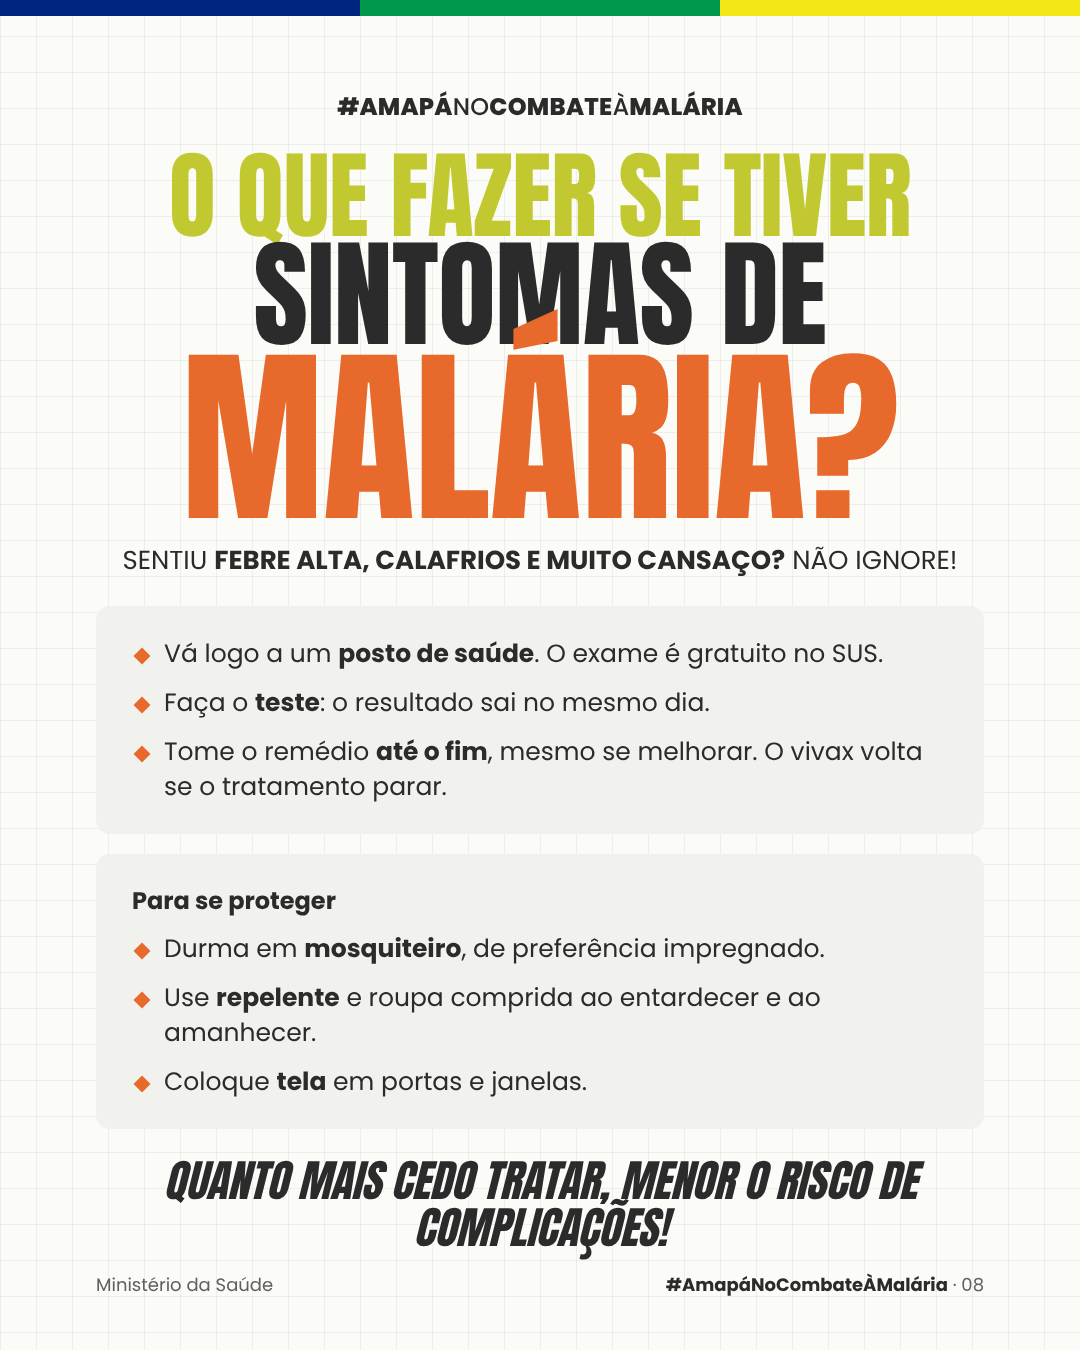 #AMAPÁNOCOMBATEÀMALÁRIA
O QUE FAZER SE TIVER
SINTOMAS DE
MALÁRIA?
SENTIU FEBRE ALTA, CALAFRIOS E MUITO CANSAÇO? NÃO IGNORE!
◆ Vá logo a um posto de saúde. O exame é gratuito no SUS.
◆ Faça o teste: o resultado sai no mesmo dia.
◆ Tome o remédio até o fim, mesmo se melhorar. O vivax volta
se o tratamento parar.
Para se proteger
◆ Durma em mosquiteiro, de preferência impregnado.
◆ Use repelente e roupa comprida ao entardecer e ao
amanhecer.
◆ Coloque tela em portas e janelas.
QUANTO MAIS CEDO TRATAR, MENOR O RISCO DE
COMPLICAÇÕES!
Ministério da Saúde
#AmapáNoCombateÀMalária · 08